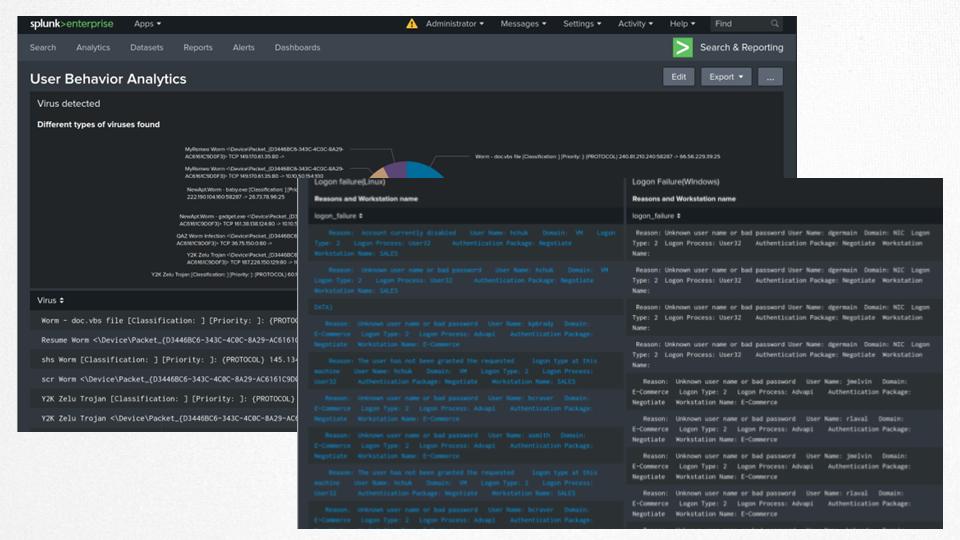 splunk>enterprise Apps Administrator Messages Settings Activity Help Find
Search Analytics Datasets Reports Alerts Dashboards Search & Reporting
User Behavior Analytics Edit Export ...
Virus detected
Different types of viruses found
MyRomeo Worm <\Device\Packet_{D3446BC6-343C-4C0C-8A29-
AC6161C9D0F3}> TCP 149.170.61.35:80 ->
Worm - doc.vbs file [Classification: ] [Priority: ] {PROTOCOL} 240.81.210.240:58287 -> 66.56.229.39:25
MyRomeo Worm <\Device\Packet_{D3446BC6-343C-4C0C-8A29-
AC6161C9D0F3}> TCP 149.170.61.35:80 -> 10.10.50.154:100
NewApt.Worm - baby.exe [Classification: ] [Prio
222.190.104.160:58287 -> 26.73.78.96:25
NewApt.Worm - gadget.exe <\Device\Packet_{D3446BC6-343C-4C0C-8A29-
AC6161C9D0F3}> TCP 161.38.138.124:80 -> 10.10.5
QAZ Worm Infection <\Device\Packet_{D3446BC
AC6161C9D0F3}> TCP 36.75.150.0:80 ->
Y2K Zelu Trojan <\Device\Packet_{D3446BC6-3
AC6161C9D0F3}> TCP 187.228.150.129:80 -> 1
Y2K Zelu Trojan [Classification: ] [Priority: ] {PROTOCOL} 60.9
Virus
Worm - doc.vbs file [Classification: ] [Priority: ]: {PROTOC
Resume Worm <\Device\Packet_{D3446BC6-343C-4C0C-8A29-AC6161C
shs Worm [Classification: ] [Priority: ]: {PROTOCOL} 145.134
scr Worm <\Device\Packet_{D3446BC6-343C-4C0C-8A29-AC6161C9D0
Y2K Zelu Trojan [Classification: ] [Priority: ]: {PROTOCOL}
Y2K Zelu Trojan <\Device\Packet_{D3446BC6-343C-4C0C-8A29-AC6
Logon failure(Linux)
Reasons and Workstation name
logon_failure
Reason: Account currently disabled User Name: hchuk Domain: VM Logon
Type: 2 Logon Process: User32 Authentication Package: Negotiate
Workstation Name: SALES
Reason: Unknown user name or bad password User Name: hchuk Domain: VM
Logon Type: 2 Logon Process: User32 Authentication Package: Negotiate
Workstation Name: SALES
DATA}
Reason: Unknown user name or bad password User Name: kpbrady Domain:
E-Commerce Logon Type: 2 Logon Process: Advapi Authentication Package:
Negotiate Workstation Name: E-Commerce
Reason: The user has not been granted the requested logon type at this
machine User Name: hchuk Domain: VM Logon Type: 2 Logon Process:
User32 Authentication Package: Negotiate Workstation Name: SALES
Reason: Unknown user name or bad password User Name: bcraver Domain:
E-Commerce Logon Type: 2 Logon Process: Advapi Authentication Package:
Negotiate Workstation Name: E-Commerce
Reason: Unknown user name or bad password User Name: asmith Domain:
E-Commerce Logon Type: 2 Logon Process: Advapi Authentication Package:
Negotiate Workstation Name: E-Commerce
Reason: The user has not been granted the requested logon type at this
machine User Name: hchuk Domain: VM Logon Type: 2 Logon Process:
User32 Authentication Package: Negotiate Workstation Name: SALES
Reason: Unknown user name or bad password User Name: bcraver Domain:
E-Commerce Logon Type: 2 Logon Process: Advapi Authentication Package:
Logon Failure(Windows)
Reasons and Workstation name
logon_failure
Reason: Unknown user name or bad password User Name: dgermain Domain: NIC Logon
Type: 2 Logon Process: User32 Authentication Package: Negotiate Workstation
Name:
Reason: Unknown user name or bad password User Name: dgermain Domain: NIC Logon
Type: 2 Logon Process: User32 Authentication Package: Negotiate Workstation
Name:
Reason: Unknown user name or bad password User Name: dgermain Domain: NIC Logon
Type: 2 Logon Process: User32 Authentication Package: Negotiate Workstation
Name:
Reason: Unknown user name or bad password User Name: dgermain Domain: NIC Logon
Type: 2 Logon Process: User32 Authentication Package: Negotiate Workstation
Name:
Reason: Unknown user name or bad password User Name: jmelvin Domain:
E-Commerce Logon Type: 2 Logon Process: Advapi Authentication Package:
Negotiate Workstation Name: E-Commerce
Reason: Unknown user name or bad password User Name: rlaval Domain:
E-Commerce Logon Type: 2 Logon Process: Advapi Authentication Package:
Negotiate Workstation Name: E-Commerce
Reason: Unknown user name or bad password User Name: jmelvin Domain:
E-Commerce Logon Type: 2 Logon Process: Advapi Authentication Package:
Negotiate Workstation Name: E-Commerce
Reason: Unknown user name or bad password User Name: rlaval Domain:
E-Commerce Logon Type: 2 Logon Process: Advapi Authentication Package:
Negotiate Workstation Name: E-Commerce